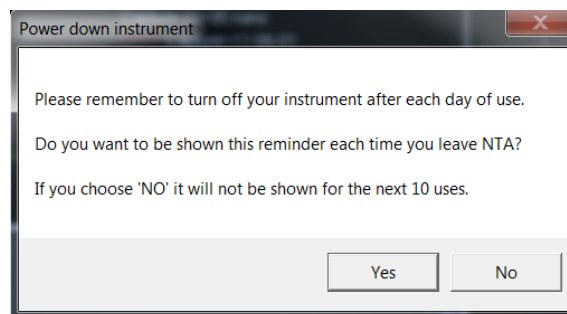 Power down instrument
Please remember to turn off your instrument after each day of use.
Do you want to be shown this reminder each time you leave NTA?
If you choose 'NO' it will not be shown for the next 10 uses.
Yes
No